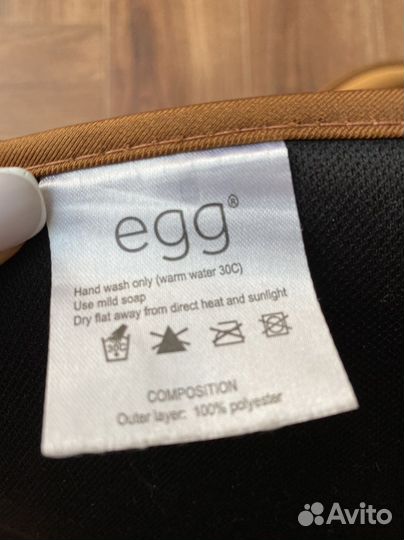 egg®
Hand wash only (warm water 30C)
Use mild soap
Dry flat away from direct heat and sunlight
30C
COMPOSITION
Outer layer: 100% polyester
Avito